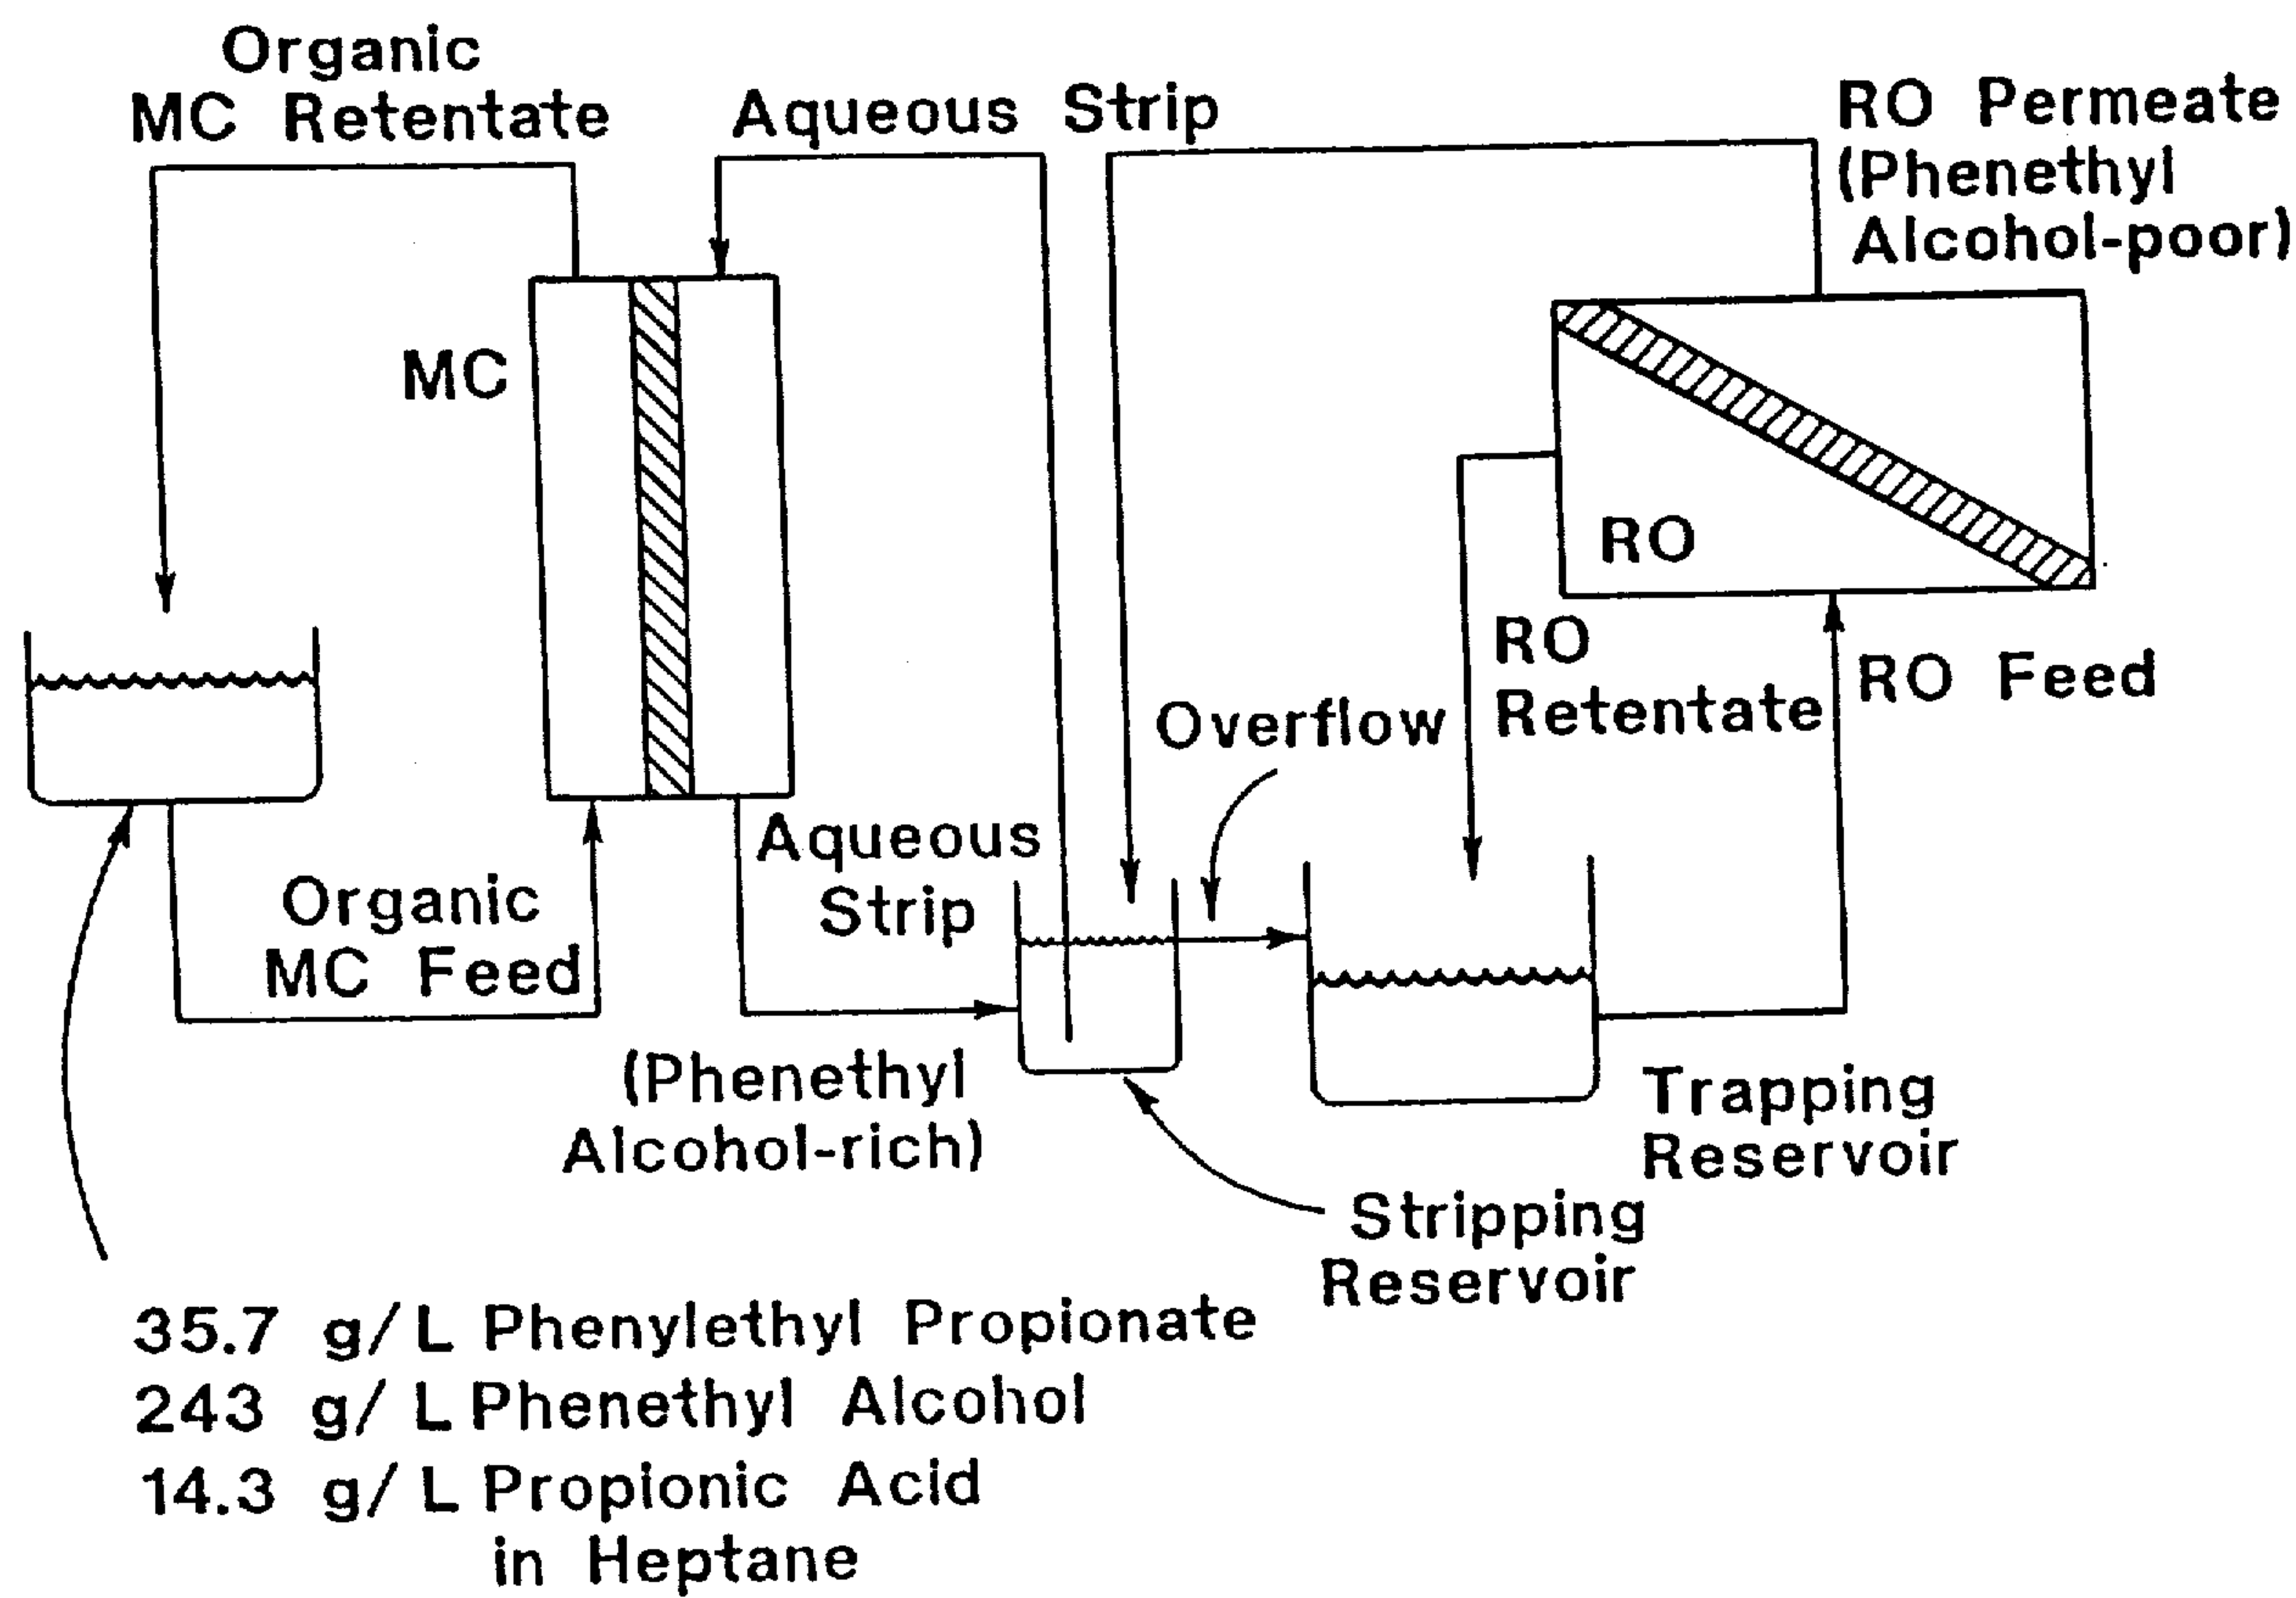 Organic
MC Retentate
Aqueous Strip
RO Permeate
(Phenethyl
Alcohol-poor)
MC
RO
RO
Retentate
RO Feed
Overflow
Aqueous
Strip
Organic
MC Feed
(Phenethyl
Alcohol-rich)
Trapping
Reservoir
Stripping
Reservoir
35.7 g/L Phenylethyl Propionate
243 g/L Phenethyl Alcohol
14.3 g/L Propionic Acid
in Heptane